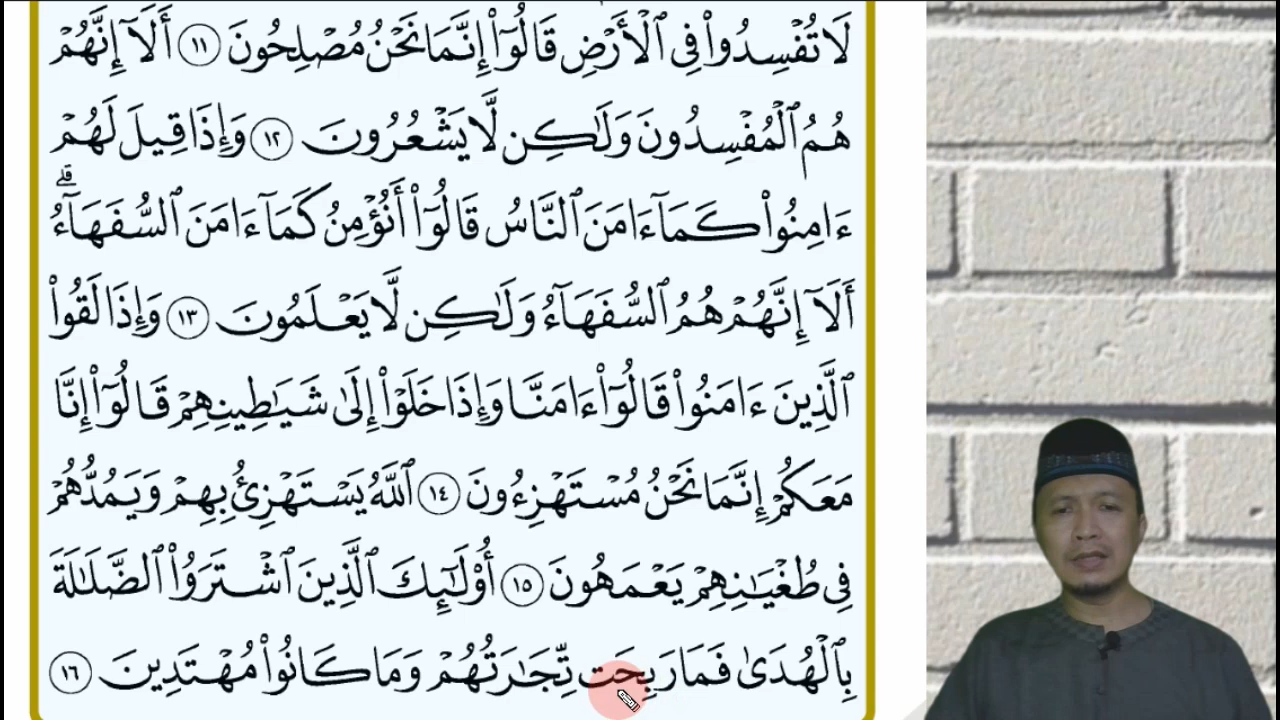 لَا تُفْسِدُوا۟ فِى ٱلْأَرْضِ قَالُوٓا۟ إِنَّمَا نَحْنُ مُصْلِحُونَ ١١ أَلَآ إِنَّهُمْ
هُمُ ٱلْمُفْسِدُونَ وَلَٰكِن لَّا يَشْعُرُونَ ١٢ وَإِذَا قِيلَ لَهُمْ
ءَامِنُوا۟ كَمَآ ءَامَنَ ٱلنَّاسُ قَالُوٓا۟ أَنُؤْمِنُ كَمَآ ءَامَنَ ٱلسُّفَهَآءُ ۗ
أَلَآ إِنَّهُمْ هُمُ ٱلسُّفَهَآءُ وَلَٰكِن لَّا يَعْلَمُونَ ١٣ وَإِذَا لَقُوا۟
ٱلَّذِينَ ءَامَنُوا۟ قَالُوٓا۟ ءَامَنَّا وَإِذَا خَلَوْا۟ إِلَىٰ شَيَٰطِينِهِمْ قَالُوٓا۟ إِنَّا
مَعَكُمْ إِنَّمَا نَحْنُ مُسْتَهْزِءُونَ ١٤ ٱللَّهُ يَسْتَهْزِئُ بِهِمْ وَيَمُدُّهُمْ
فِى طُغْيَٰنِهِمْ يَعْمَهُونَ ١٥ أُو۟لَٰٓئِكَ ٱلَّذِينَ ٱشْتَرَوُا۟ ٱلضَّلَٰلَةَ
بِٱلْهُدَىٰ فَمَا رَبِحَت تِّجَٰرَتُهُمْ وَمَا كَانُوا۟ مُهْتَدِينَ ١٦